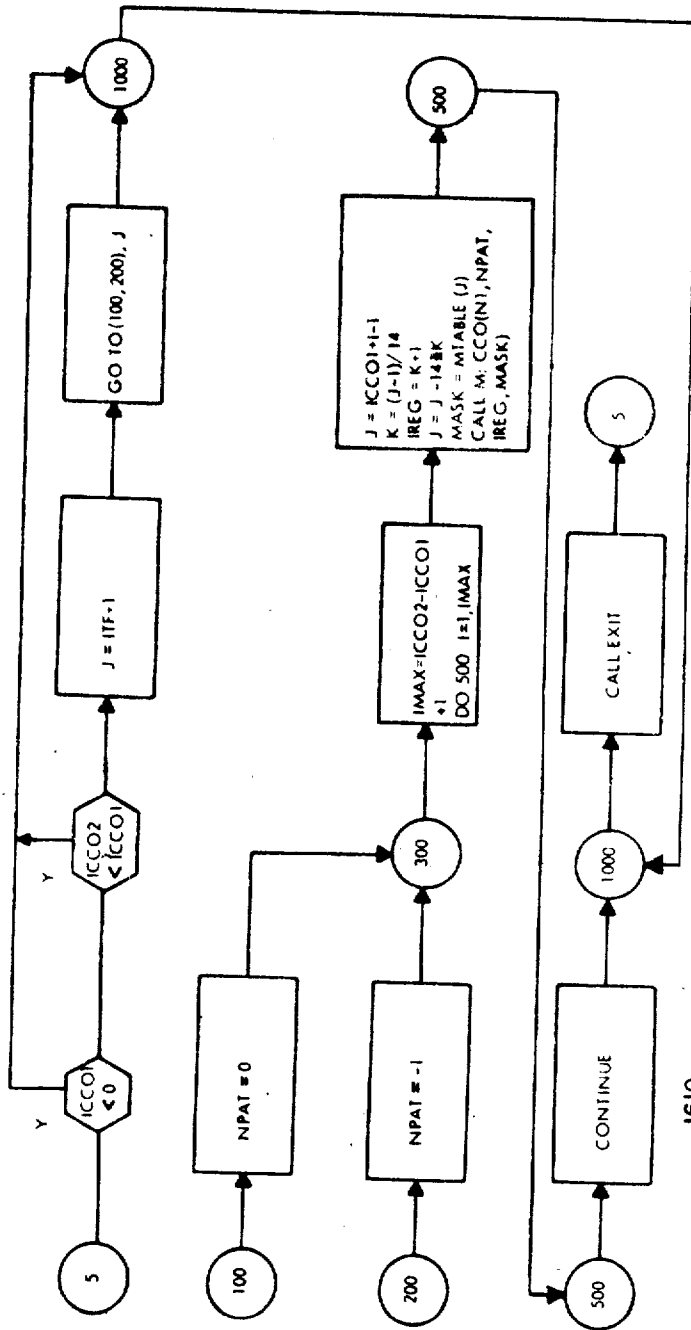 5
ICCO1
< 0
Y
ICCO2
< ICCO1
Y
J = ITF+1
GO TO (100, 200), J
1000
100
NPAT = 0
200
NPAT = -1
300
IMAX=ICCO2-ICCO1
+1
DO 500 I=1,IMAX
J = ICCO1+I-1
K = (J-1)/ 14
IREG = K+1
J = J -14*K
MASK = MTABLE (J)
CALL M: CCO(N1, NPAT,
IREG, MASK)
500
500
CONTINUE
1000
CALL EXIT
5